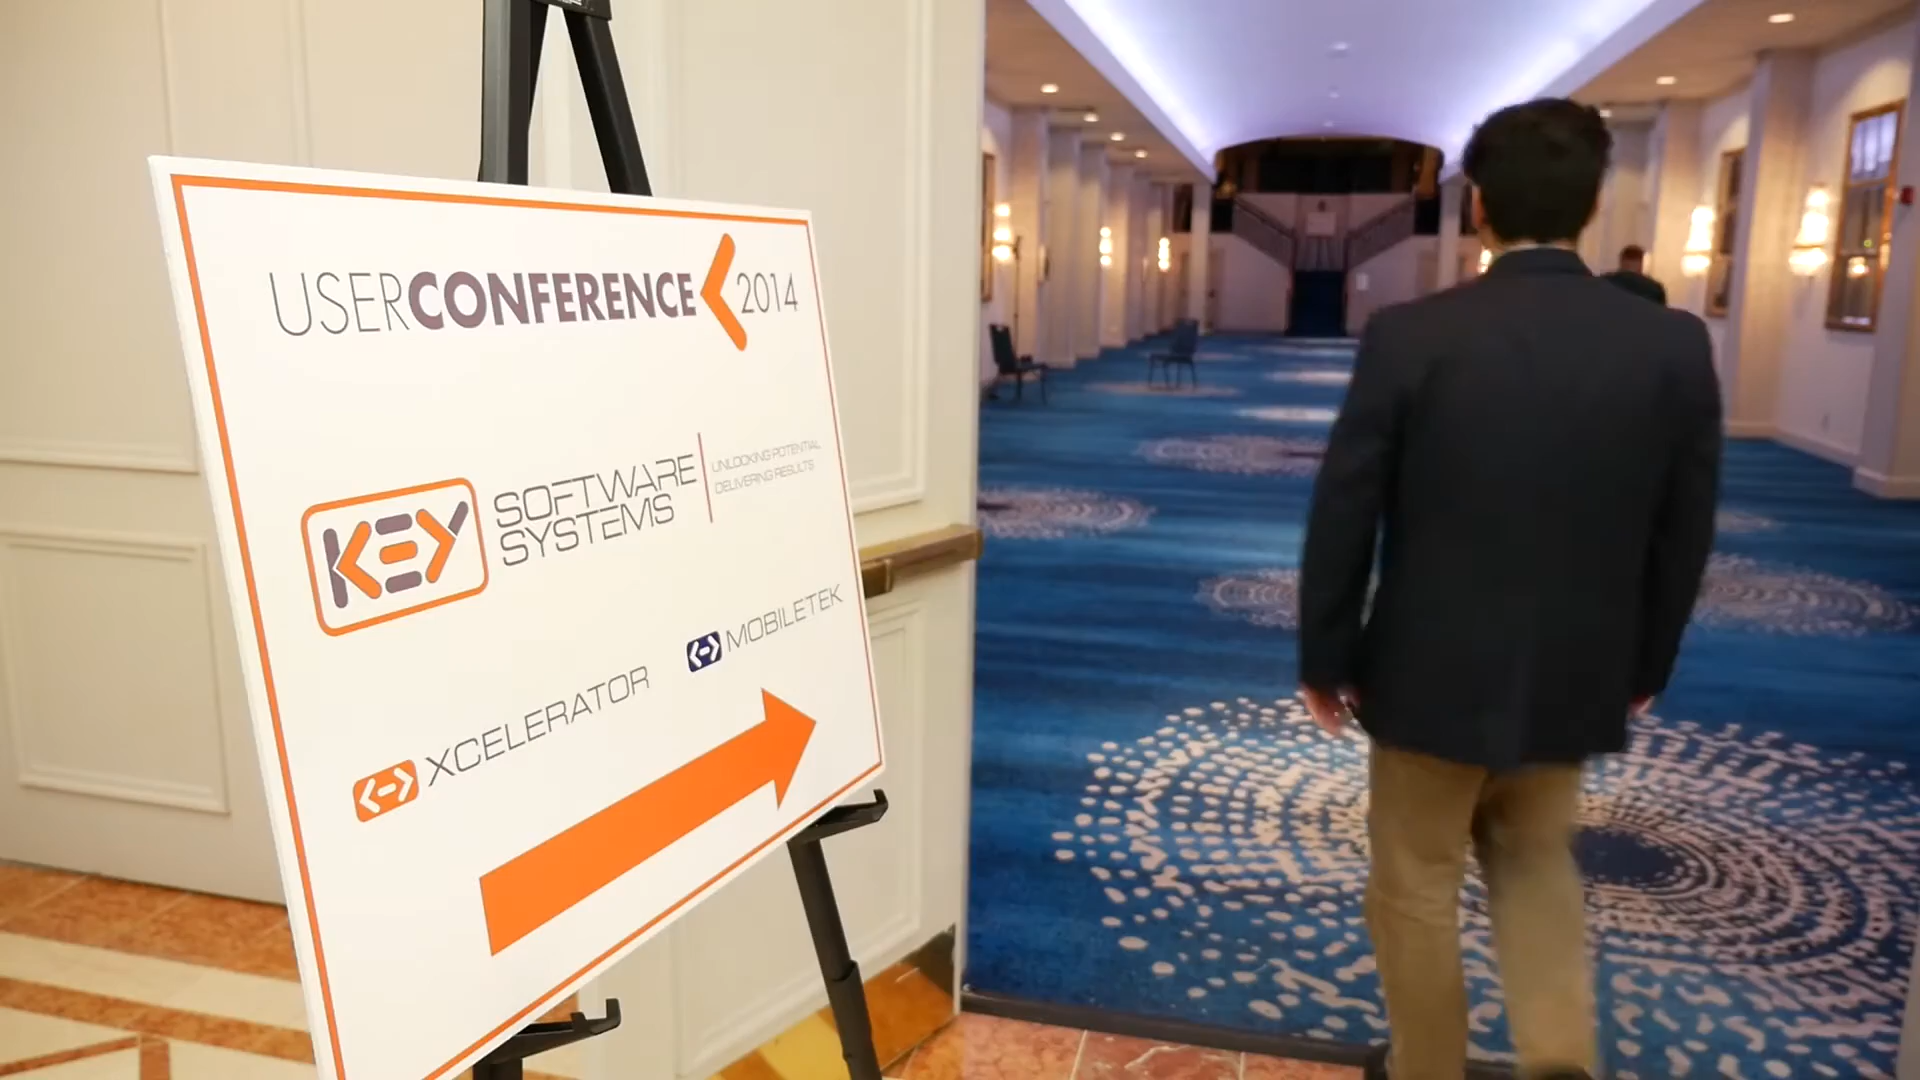 USERCONFERENCE 2014
KEY SOFTWARE SYSTEMS
UNLOCKING POTENTIAL
DELIVERING RESULTS
MOBILETEK
XCELERATOR